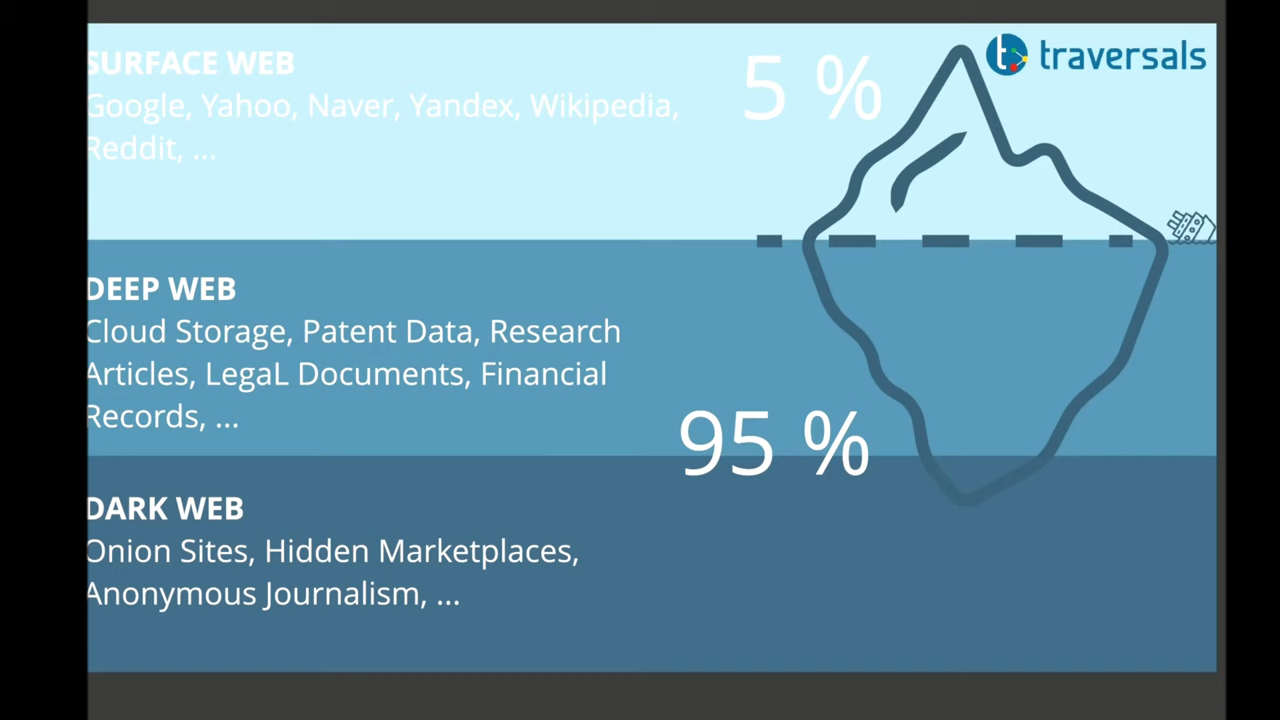 SURFACE WEB
Google, Yahoo, Naver, Yandex, Wikipedia,
Reddit, ...
5 %
traversals
DEEP WEB
Cloud Storage, Patent Data, Research
Articles, LegaL Documents, Financial
Records, ...
95 %
DARK WEB
Onion Sites, Hidden Marketplaces,
Anonymous Journalism, ...